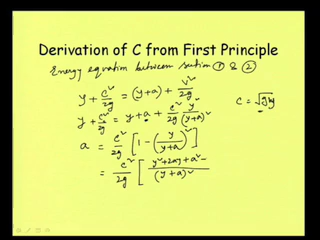 Derivation of C from First Principle
Energy equation between section ① & ②
y + c²/2g = (y+a) + V²/2g
y + c²/2g = y + a + c²/2g y²/(y+a)²
c = √gy
a = c²/2g [1 - (y/(y+a))²]
= c²/2g [y²+2ay+a²-/(y+a)²